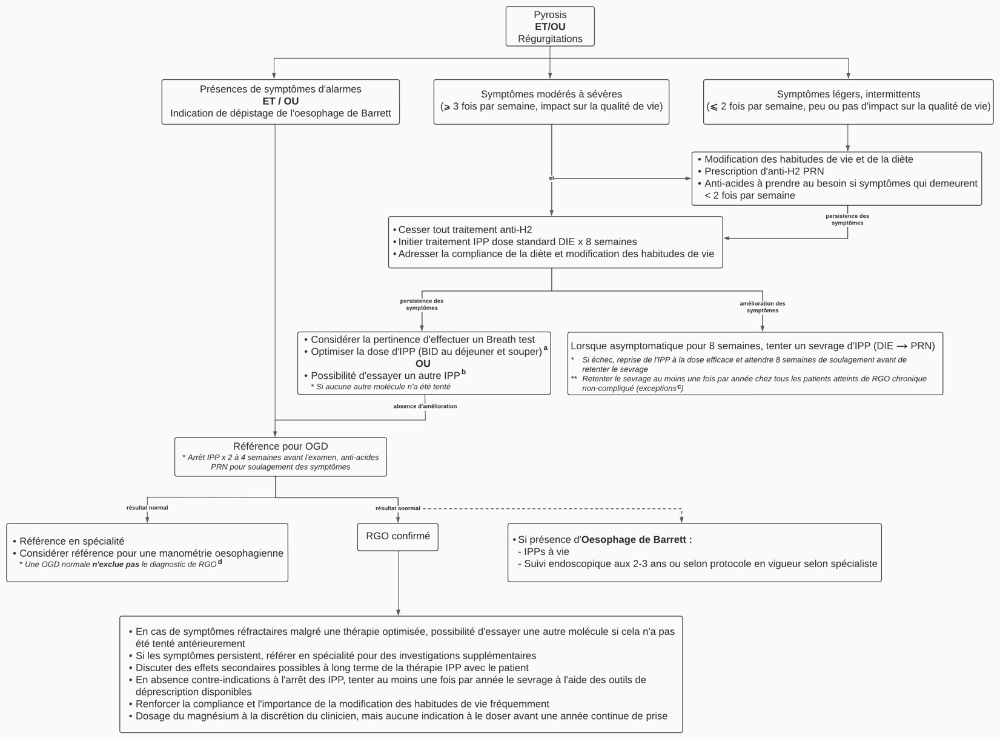 Pyrosis
ET/OU
Régurgitations
Présences de symptômes d'alarmes
ET / OU
Indication de dépistage de l'oesophage de Barrett
Symptômes modérés à sévères
(⩾ 3 fois par semaine, impact sur la qualité de vie)
Symptômes légers, intermittents
(⩽ 2 fois par semaine, peu ou pas d'impact sur la qualité de vie)
• Modification des habitudes de vie et de la diète
• Prescription d'anti-H2 PRN
• Anti-acides à prendre au besoin si symptômes qui demeurent
< 2 fois par semaine
et
persistence des
symptômes
• Cesser tout traitement anti-H2
• Initier traitement IPP dose standard DIE x 8 semaines
• Adresser la compliance de la diète et modification des habitudes de vie
persistence des
symptômes
amélioration des
symptômes
• Considérer la pertinence d'effectuer un Breath test
• Optimiser la dose d'IPP (BID au déjeuner et souper) a
OU
• Possibilité d'essayer un autre IPP b
* Si aucune autre molécule n'a été tenté
Lorsque asymptomatique pour 8 semaines, tenter un sevrage d'IPP (DIE → PRN)
* Si échec, reprise de l'IPP à la dose efficace et attendre 8 semaines de soulagement avant de
retenter le sevrage
** Retenter le sevrage au moins une fois par année chez tous les patients atteints de RGO chronique
non-compliqué (exceptions c)
absence d'amélioration
Référence pour OGD
* Arrêt IPP x 2 à 4 semaines avant l'examen, anti-acides
PRN pour soulagement des symptômes
résultat normal
résultat anormal
• Référence en spécialité
• Considérer référence pour une manométrie oesophagienne
* Une OGD normale n'exclue pas le diagnostic de RGO d
RGO confirmé
• Si présence d'Oesophage de Barrett :
- IPPs à vie
- Suivi endoscopique aux 2-3 ans ou selon protocole en vigueur selon spécialiste
• En cas de symptômes réfractaires malgré une thérapie optimisée, possibilité d'essayer une autre molécule si cela n'a pas
été tenté antérieurement
• Si les symptômes persistent, référer en spécialité pour des investigations supplémentaires
• Discuter des effets secondaires possibles à long terme de la thérapie IPP avec le patient
• En absence contre-indications à l'arrêt des IPP, tenter au moins une fois par année le sevrage à l'aide des outils de
déprescription disponibles
• Renforcer la compliance et l'importance de la modification des habitudes de vie fréquemment
• Dosage du magnésium à la discrétion du clinicien, mais aucune indication à le doser avant une année continue de prise